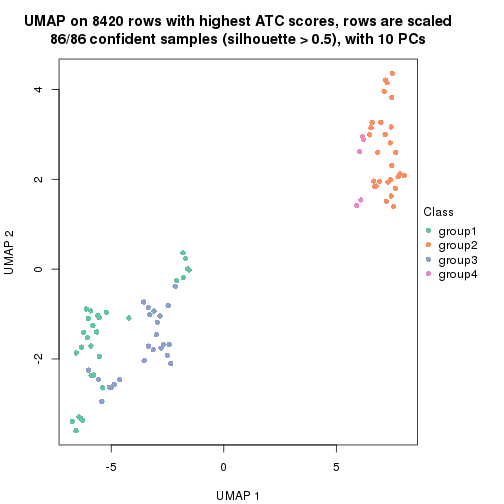 UMAP on 8420 rows with highest ATC scores, rows are scaled
86/86 confident samples (silhouette > 0.5), with 10 PCs
4
2
0
-2
UMAP 2
-5
0
5
UMAP 1
Class
group1
group2
group3
group4